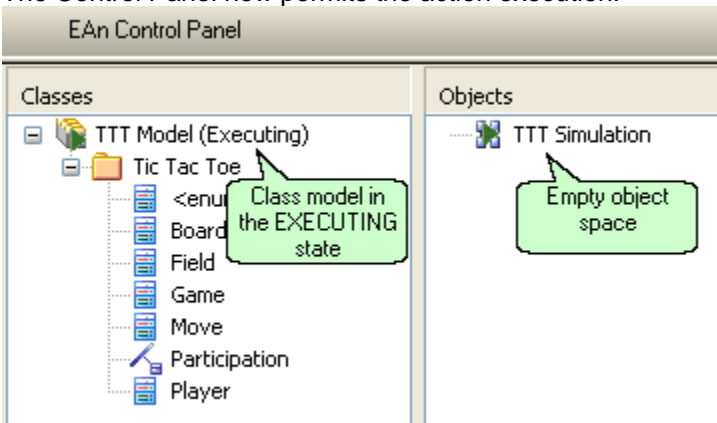 The Control Panel now permits the action execution.
EAn Control Panel
Classes
TTT Model (Executing)
Tic Tac Toe
<enu
Board
Field
Game
Move
Participation
Player
Class model in
the EXECUTING
state
Objects
TTT Simulation
Empty object
space